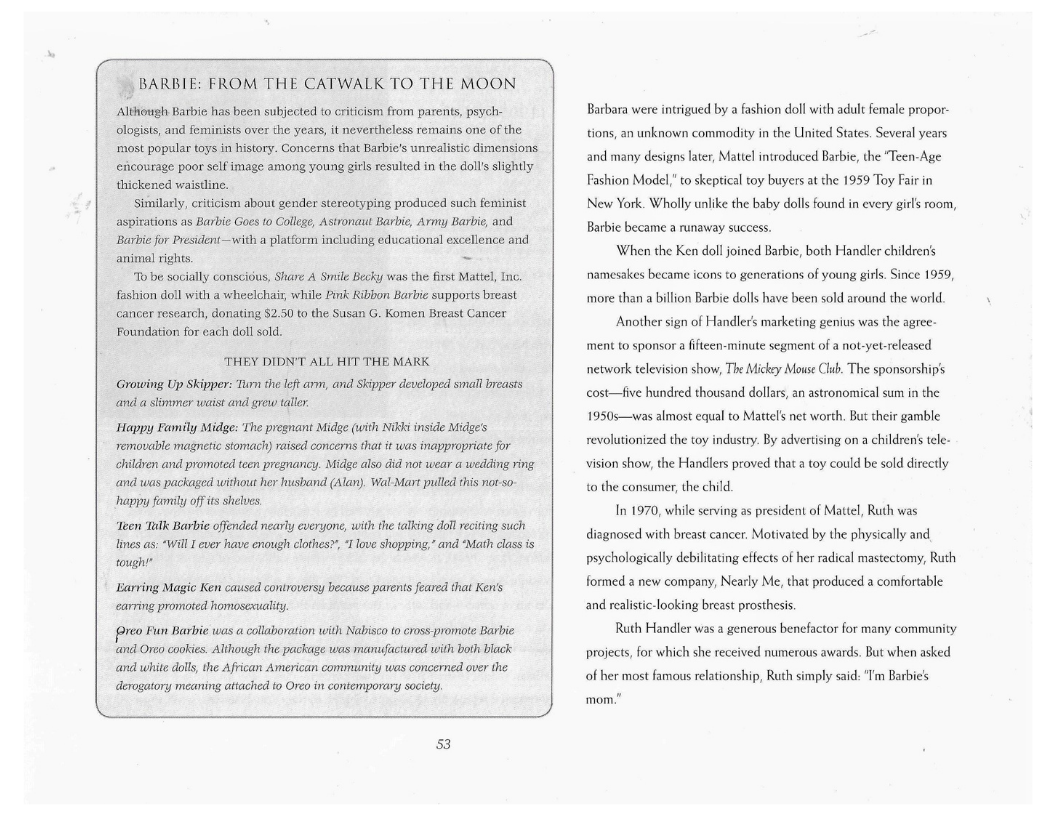 BARBIE: FROM THE CATWALK TO THE MOON
Although Barbie has been subjected to criticism from parents, psych-
ologists, and feminists over the years, it nevertheless remains one of the
most popular toys in history. Concerns that Barbie's unrealistic dimensions
encourage poor self image among young girls resulted in the doll's slightly
thickened waistline.
Similarly, criticism about gender stereotyping produced such feminist
aspirations as Barbie Goes to College, Astronaut Barbie, Army Barbie, and
Barbie for President—with a platform including educational excellence and
animal rights.
To be socially conscious, Share A Smile Becky was the first Mattel, Inc.
fashion doll with a wheelchair, while Pink Ribbon Barbie supports breast
cancer research, donating $2.50 to the Susan G. Komen Breast Cancer
Foundation for each doll sold.
THEY DIDN'T ALL HIT THE MARK
Growing Up Skipper: Turn the left arm, and Skipper developed small breasts
and a slimmer waist and grew taller.
Happy Family Midge: The pregnant Midge (with Nikki inside Midge's
removable magnetic stomach) raised concerns that it was inappropriate for
children and promoted teen pregnancy. Midge also did not wear a wedding ring
and was packaged without her husband (Alan). Wal-Mart pulled this not-so-
happy family off its shelves.
Teen Talk Barbie offended nearly everyone, with the talking doll reciting such
lines as: "Will I ever have enough clothes?", "I love shopping," and "Math class is
tough!"
Earring Magic Ken caused controversy because parents feared that Ken's
earring promoted homosexuality.
Oreo Fun Barbie was a collaboration with Nabisco to cross-promote Barbie
and Oreo cookies. Although the package was manufactured with both black
and white dolls, the African American community was concerned over the
derogatory meaning attached to Oreo in contemporary society.
53
Barbara were intrigued by a fashion doll with adult female propor-
tions, an unknown commodity in the United States. Several years
and many designs later, Mattel introduced Barbie, the "Teen-Age
Fashion Model," to skeptical toy buyers at the 1959 Toy Fair in
New York. Wholly unlike the baby dolls found in every girl's room,
Barbie became a runaway success.
When the Ken doll joined Barbie, both Handler children's
namesakes became icons to generations of young girls. Since 1959,
more than a billion Barbie dolls have been sold around the world.
Another sign of Handler's marketing genius was the agree-
ment to sponsor a fifteen-minute segment of a not-yet-released
network television show, The Mickey Mouse Club. The sponsorship's
cost—five hundred thousand dollars, an astronomical sum in the
1950s—was almost equal to Mattel's net worth. But their gamble
revolutionized the toy industry. By advertising on a children's tele-
vision show, the Handlers proved that a toy could be sold directly
to the consumer, the child.
In 1970, while serving as president of Mattel, Ruth was
diagnosed with breast cancer. Motivated by the physically and
psychologically debilitating effects of her radical mastectomy, Ruth
formed a new company, Nearly Me, that produced a comfortable
and realistic-looking breast prosthesis.
Ruth Handler was a generous benefactor for many community
projects, for which she received numerous awards. But when asked
of her most famous relationship, Ruth simply said: "I'm Barbie's
mom."